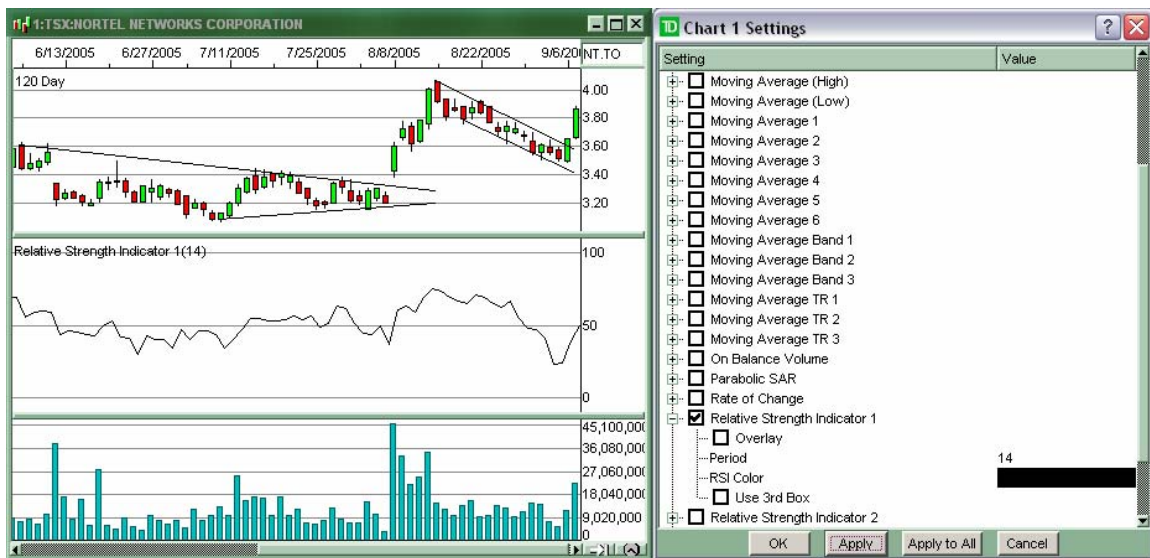 1:TSX:NORTEL NETWORKS CORPORATION
6/13/2005 6/27/2005 7/11/2005 7/25/2005 8/8/2005 8/22/2005 9/6/20 NT.TO
120 Day
4.00
3.80
3.60
3.40
3.20
Relative Strength Indicator 1(14)
100
50
0
45,100,000
36,080,000
27,060,000
18,040,000
9,020,000
0
TD Chart 1 Settings
Setting Value
Moving Average (High)
Moving Average (Low)
Moving Average 1
Moving Average 2
Moving Average 3
Moving Average 4
Moving Average 5
Moving Average 6
Moving Average Band 1
Moving Average Band 2
Moving Average Band 3
Moving Average TR 1
Moving Average TR 2
Moving Average TR 3
On Balance Volume
Parabolic SAR
Rate of Change
Relative Strength Indicator 1
Overlay
Period 14
RSI Color
Use 3rd Box
Relative Strength Indicator 2
OK Apply Apply to All Cancel